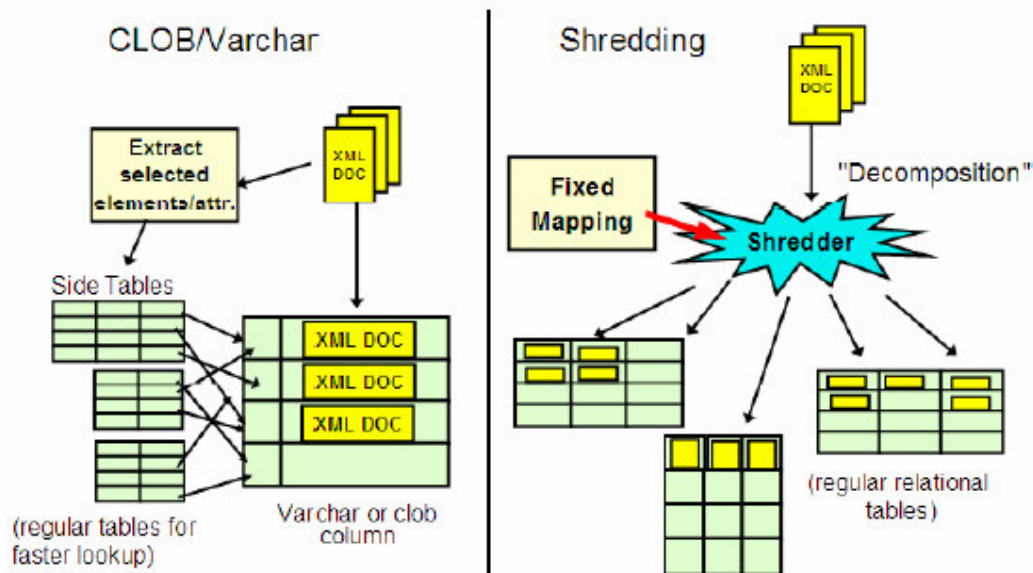 CLOB/Varchar
XML
DOC
Extract
selected
elements/attr.
Side Tables
XML DOC
XML DOC
XML DOC
(regular tables for
faster lookup)
Varchar or clob
column
Shredding
XML
DOC
"Decomposition"
Fixed
Mapping
Shredder
(regular relational
tables)